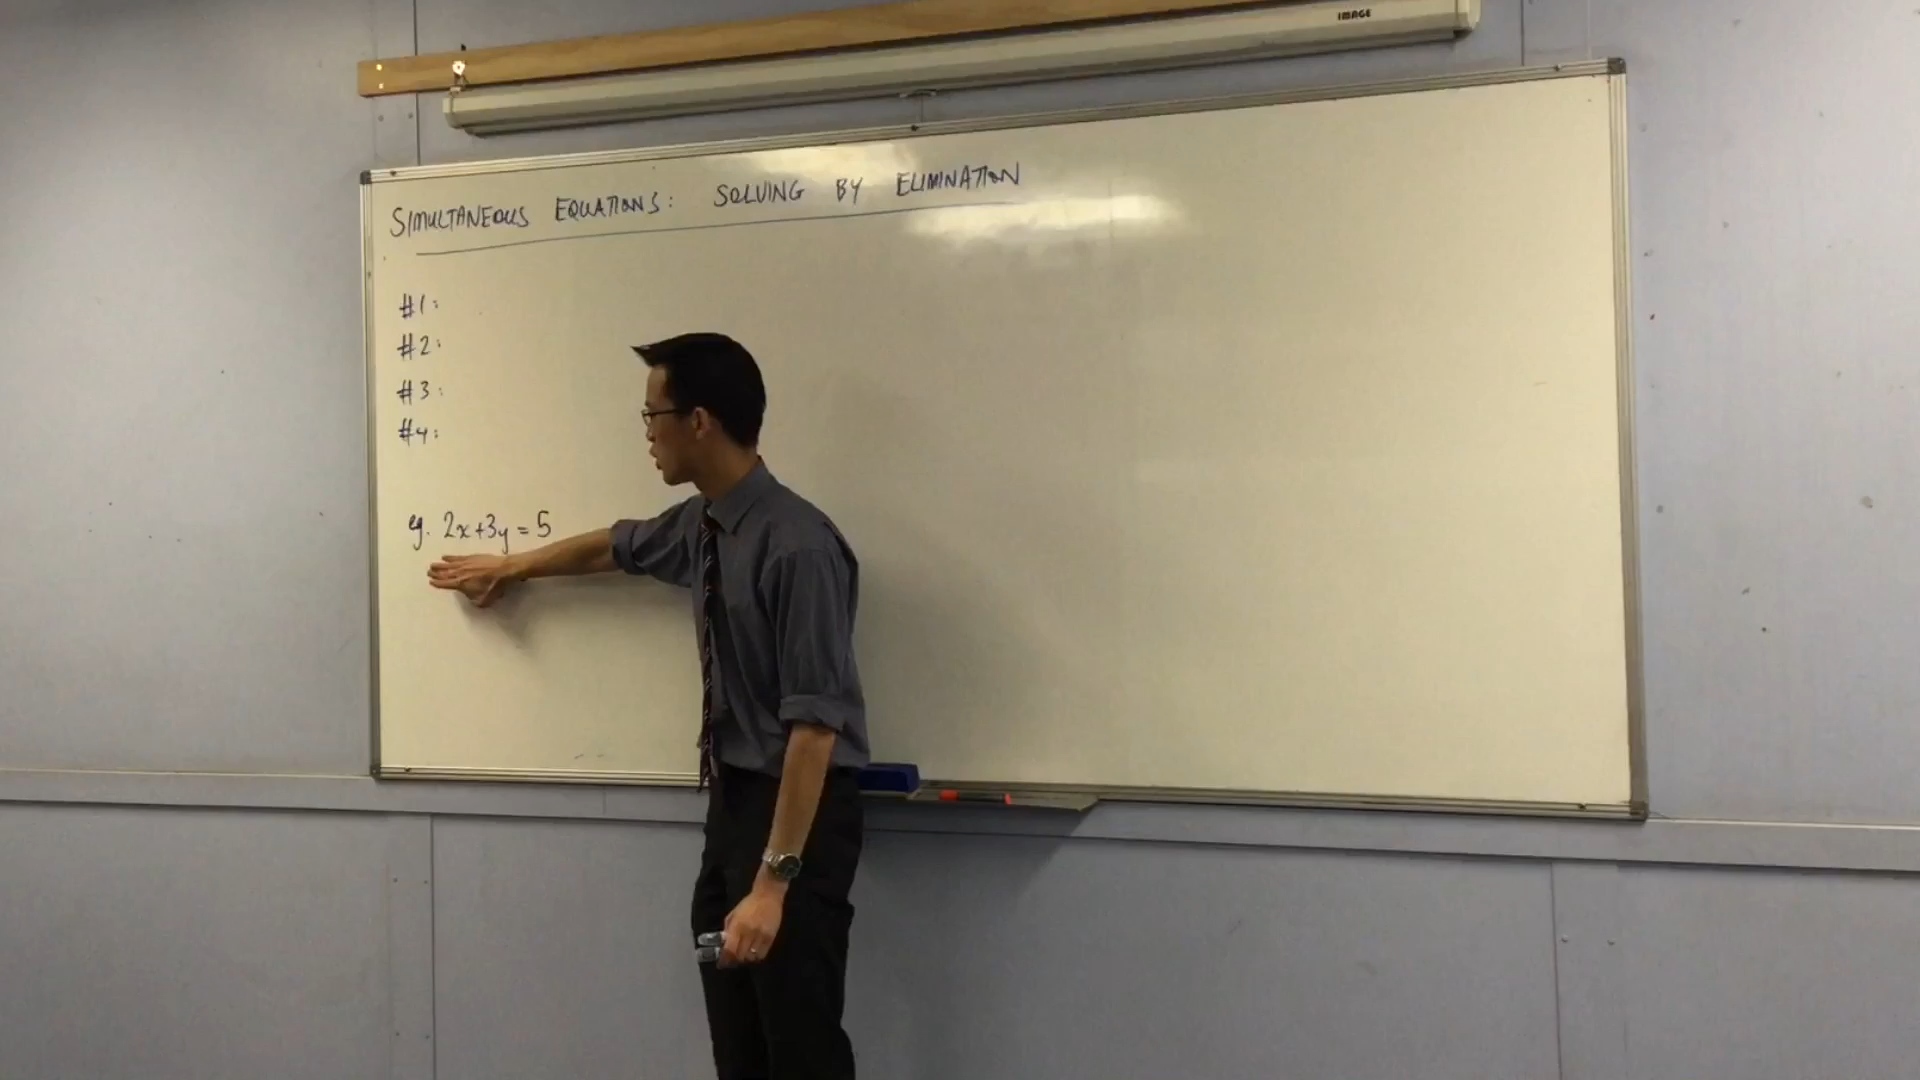 IMAGE
SIMULTANEOUS EQUATIONS: SOLVING BY ELIMINATION
#1:
#2:
#3:
#4:
eg. 2x+3y=5